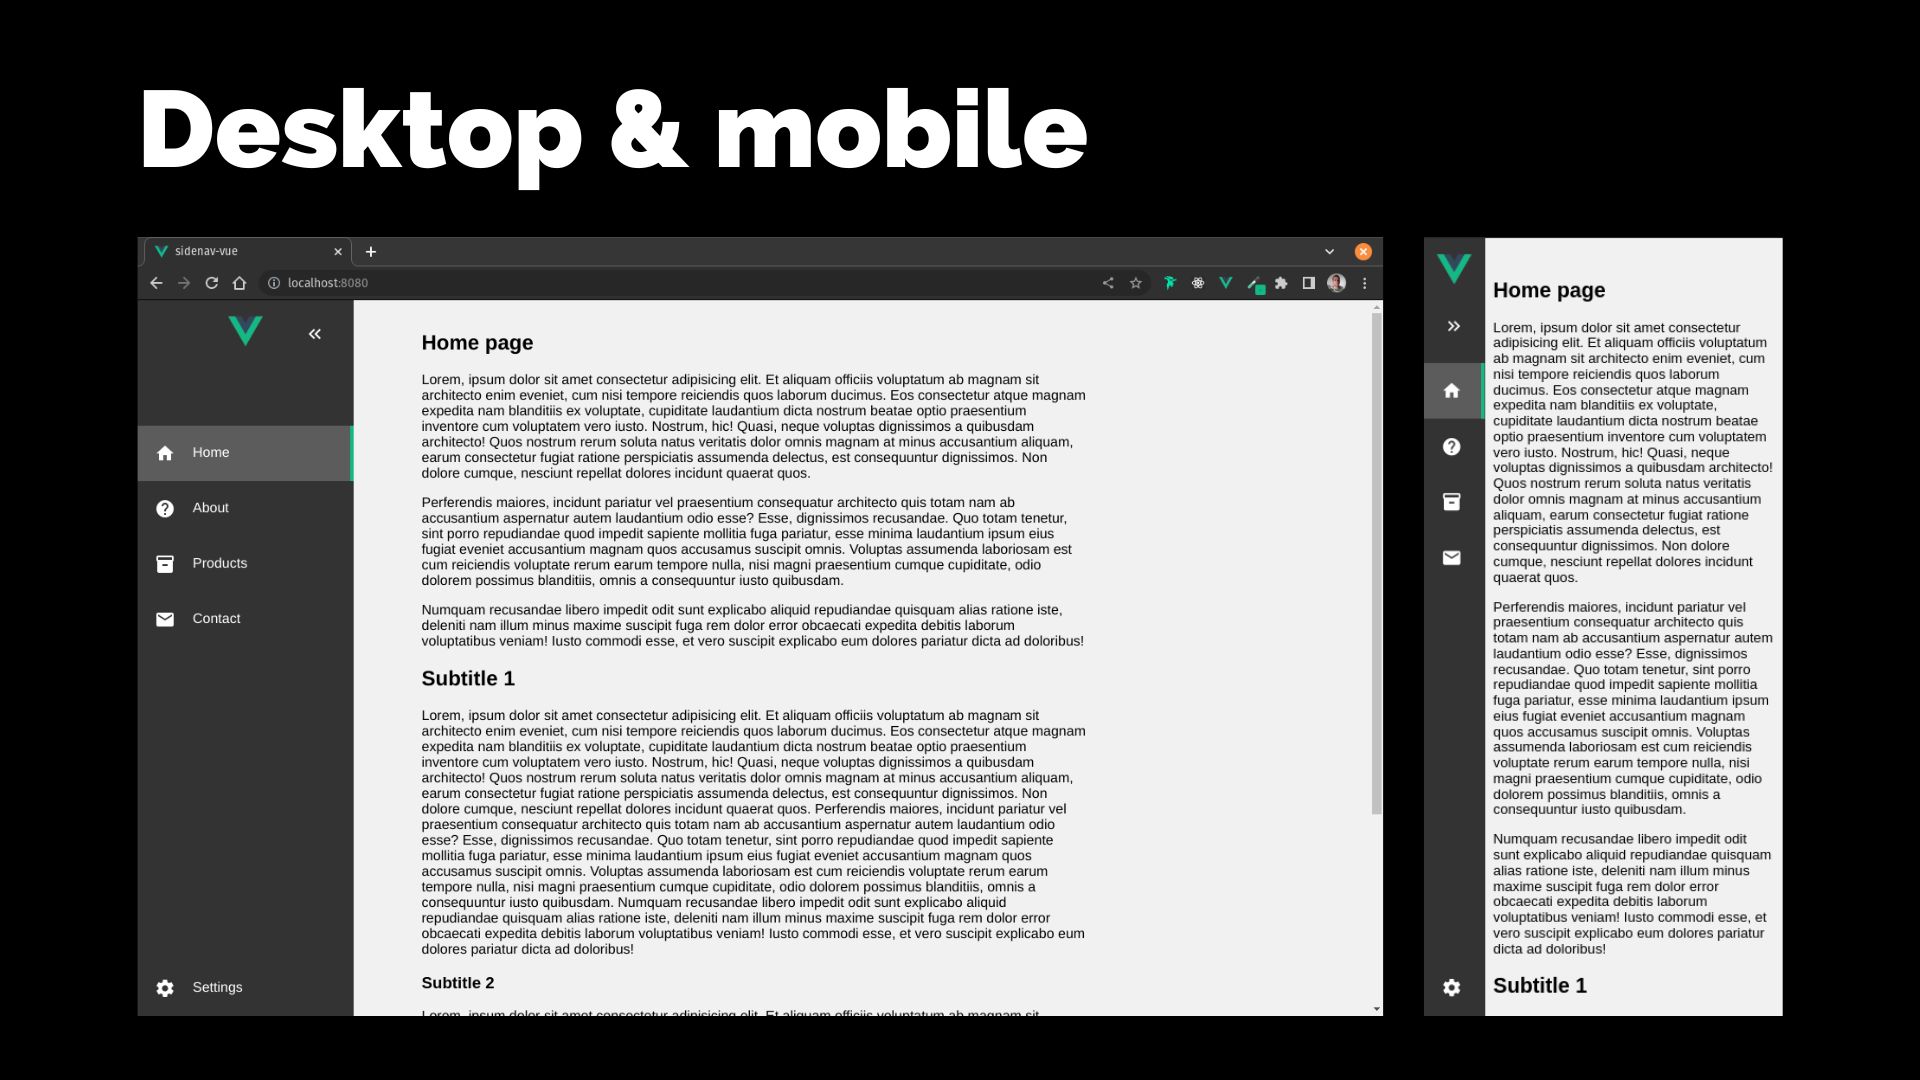 Desktop & mobile
sidenav-vue
localhost:8080
Home
About
Products
Contact
Settings
Home page
Lorem, ipsum dolor sit amet consectetur adipisicing elit. Et aliquam officiis voluptatum ab magnam sit
architecto enim eveniet, cum nisi tempore reiciendis quos laborum ducimus. Eos consectetur atque magnam
expedita nam blanditiis ex voluptate, cupiditate laudantium dicta nostrum beatae optio praesentium
inventore cum voluptatem vero iusto. Nostrum, hic! Quasi, neque voluptas dignissimos a quibusdam
architecto! Quos nostrum rerum soluta natus veritatis dolor omnis magnam at minus accusantium aliquam,
earum consectetur fugiat ratione perspiciatis assumenda delectus, est consequuntur dignissimos. Non
dolore cumque, nesciunt repellat dolores incidunt quaerat quos.
Perferendis maiores, incidunt pariatur vel praesentium consequatur architecto quis totam nam ab
accusantium aspernatur autem laudantium odio esse? Esse, dignissimos recusandae. Quo totam tenetur,
sint porro repudiandae quod impedit sapiente mollitia fuga pariatur, esse minima laudantium ipsum eius
fugiat eveniet accusantium magnam quos accusamus suscipit omnis. Voluptas assumenda laboriosam est
cum reiciendis voluptate rerum earum tempore nulla, nisi magni praesentium cumque cupiditate, odio
dolorem possimus blanditiis, omnis a consequuntur iusto quibusdam.
Numquam recusandae libero impedit odit sunt explicabo aliquid repudiandae quisquam alias ratione iste,
deleniti nam illum minus maxime suscipit fuga rem dolor error obcaecati expedita debitis laborum
voluptatibus veniam! Iusto commodi esse, et vero suscipit explicabo eum dolores pariatur dicta ad doloribus!
Subtitle 1
Lorem, ipsum dolor sit amet consectetur adipisicing elit. Et aliquam officiis voluptatum ab magnam sit
architecto enim eveniet, cum nisi tempore reiciendis quos laborum ducimus. Eos consectetur atque magnam
expedita nam blanditiis ex voluptate, cupiditate laudantium dicta nostrum beatae optio praesentium
inventore cum voluptatem vero iusto. Nostrum, hic! Quasi, neque voluptas dignissimos a quibusdam
architecto! Quos nostrum rerum soluta natus veritatis dolor omnis magnam at minus accusantium aliquam,
earum consectetur fugiat ratione perspiciatis assumenda delectus, est consequuntur dignissimos. Non
dolore cumque, nesciunt repellat dolores incidunt quaerat quos. Perferendis maiores, incidunt pariatur vel
praesentium consequatur architecto quis totam nam ab accusantium aspernatur autem laudantium odio
esse? Esse, dignissimos recusandae. Quo totam tenetur, sint porro repudiandae quod impedit sapiente
mollitia fuga pariatur, esse minima laudantium ipsum eius fugiat eveniet accusantium magnam quos
accusamus suscipit omnis. Voluptas assumenda laboriosam est cum reiciendis voluptate rerum earum
tempore nulla, nisi magni praesentium cumque cupiditate, odio dolorem possimus blanditiis, omnis a
consequuntur iusto quibusdam. Numquam recusandae libero impedit odit sunt explicabo aliquid
repudiandae quisquam alias ratione iste, deleniti nam illum minus maxime suscipit fuga rem dolor error
obcaecati expedita debitis laborum voluptatibus veniam! Iusto commodi esse, et vero suscipit explicabo eum
dolores pariatur dicta ad doloribus!
Subtitle 2
Lorem, ipsum dolor sit amet consectetur adipisicing elit. Et aliquam officiis voluptatum ab magnam sit
Home page
Lorem, ipsum dolor sit amet consectetur
adipisicing elit. Et aliquam officiis voluptatum
ab magnam sit architecto enim eveniet, cum
nisi tempore reiciendis quos laborum
ducimus. Eos consectetur atque magnam
expedita nam blanditiis ex voluptate,
cupiditate laudantium dicta nostrum beatae
optio praesentium inventore cum voluptatem
vero iusto. Nostrum, hic! Quasi, neque
voluptas dignissimos a quibusdam architecto!
Quos nostrum rerum soluta natus veritatis
dolor omnis magnam at minus accusantium
aliquam, earum consectetur fugiat ratione
perspiciatis assumenda delectus, est
consequuntur dignissimos. Non dolore
cumque, nesciunt repellat dolores incidunt
quaerat quos.
Perferendis maiores, incidunt pariatur vel
praesentium consequatur architecto quis
totam nam ab accusantium aspernatur autem
laudantium odio esse? Esse, dignissimos
recusandae. Quo totam tenetur, sint porro
repudiandae quod impedit sapiente mollitia
fuga pariatur, esse minima laudantium ipsum
eius fugiat eveniet accusantium magnam
quos accusamus suscipit omnis. Voluptas
assumenda laboriosam est cum reiciendis
voluptate rerum earum tempore nulla, nisi
magni praesentium cumque cupiditate, odio
dolorem possimus blanditiis, omnis a
consequuntur iusto quibusdam.
Numquam recusandae libero impedit odit
sunt explicabo aliquid repudiandae quisquam
alias ratione iste, deleniti nam illum minus
maxime suscipit fuga rem dolor error
obcaecati expedita debitis laborum
voluptatibus veniam! Iusto commodi esse, et
vero suscipit explicabo eum dolores pariatur
dicta ad doloribus!
Subtitle 1